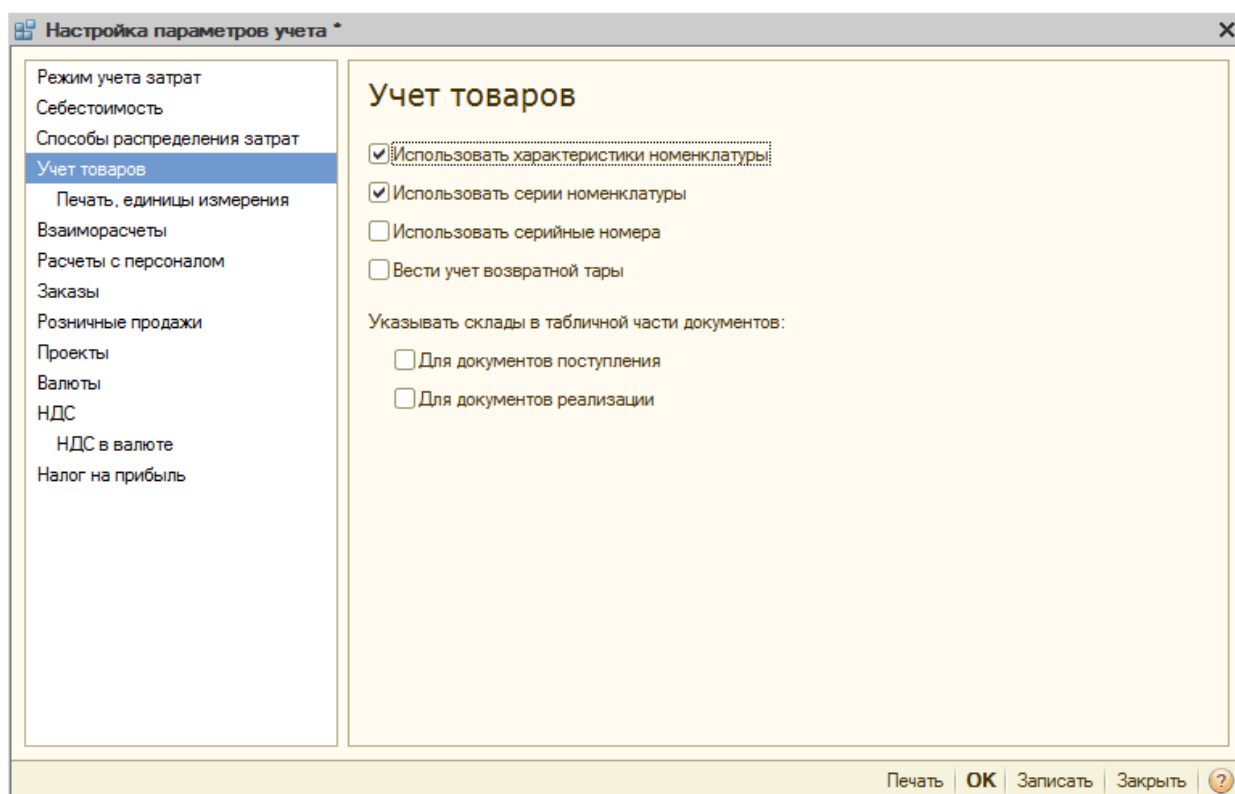 Настройка параметров учета *
Режим учета затрат
Себестоимость
Способы распределения затрат
Учет товаров
Печать, единицы измерения
Взаиморасчеты
Расчеты с персоналом
Заказы
Розничные продажи
Проекты
Валюты
НДС
НДС в валюте
Налог на прибыль
Учет товаров
Использовать характеристики номенклатуры
Использовать серии номенклатуры
Использовать серийные номера
Вести учет возвратной тары
Указывать склады в табличной части документов:
Для документов поступления
Для документов реализации
Печать OK Записать Закрыть ?